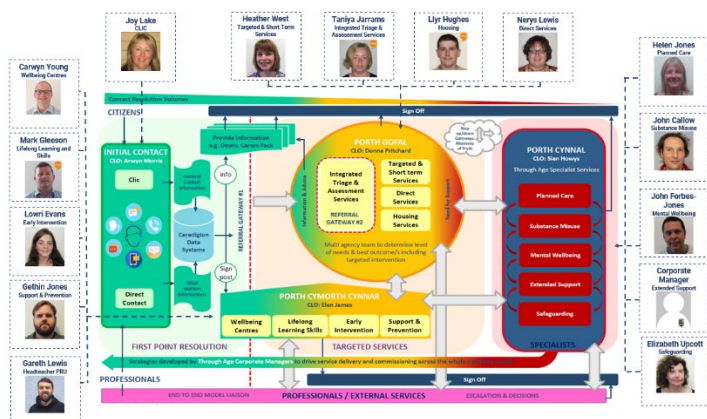 Joy Lake
CLIC
Heather West
Targeted & Short Term
Services
Taniya Jarrams
Integrated Triage &
Assessment Services
Llyr Hughes
Housing
Nerys Lewis
Direct Services
Carwyn Young
Wellbeing Centres
Mark Gleeson
Lifelong Learning and
Skills
Lowri Evans
Early Intervention
Gethin Jones
Support & Prevention
Gareth Lewis
Headteacher PRU
Helen Jones
Planned Care
John Callow
Substance Misuse
John Forbes-
Jones
Mental Wellbeing
Corporate
Manager
Extended Support
Elizabeth Upcott
Safeguarding
Contact Resolution Volumes
Sign Off
CITIZENS
INITIAL CONTACT
CLO: Arwyn Morris
Clic
Direct
Contact
General
Contact
Information
Ceredigion
Data
Systems
What
Matters
Information!
Provide Information
e.g. Dewis, Carers Pack
Info
Sign
post
REFERRAL GATEWAY #1
Information & Advice
PORTH GOFAL
CLO: Donna Pritchard
Integrated
Triage &
Assessment
Services
REFERRAL
GATEWAY #2
Targeted &
Short term
Services
Direct
Services
Housing
Services
Need for Support
Multi agency team to determine level
of needs & best outcome/s including
targeted intervention
PORTH CYNNAL
CLO: Sian Howys
Through Age Specialist Services
Planned Care
Substance Misuse
Mental Wellbeing
Extended Support
Safeguarding
PORTH CYMORTH CYNNAR
CLO: Elen James
Wellbeing
Centres
Lifelong
Learning Skills
Early
Intervention
Support &
Prevention
FIRST POINT RESOLUTION
TARGETED SERVICES
SPECIALISTS
Strategies developed by Through Age Corporate Managers to drive service delivery and commissioning across the whole
PROFESSIONALS
Sign Off
END TO END MODEL LIAISON
PROFESSIONALS / EXTERNAL SERVICES
ESCALATION & DECISIONS